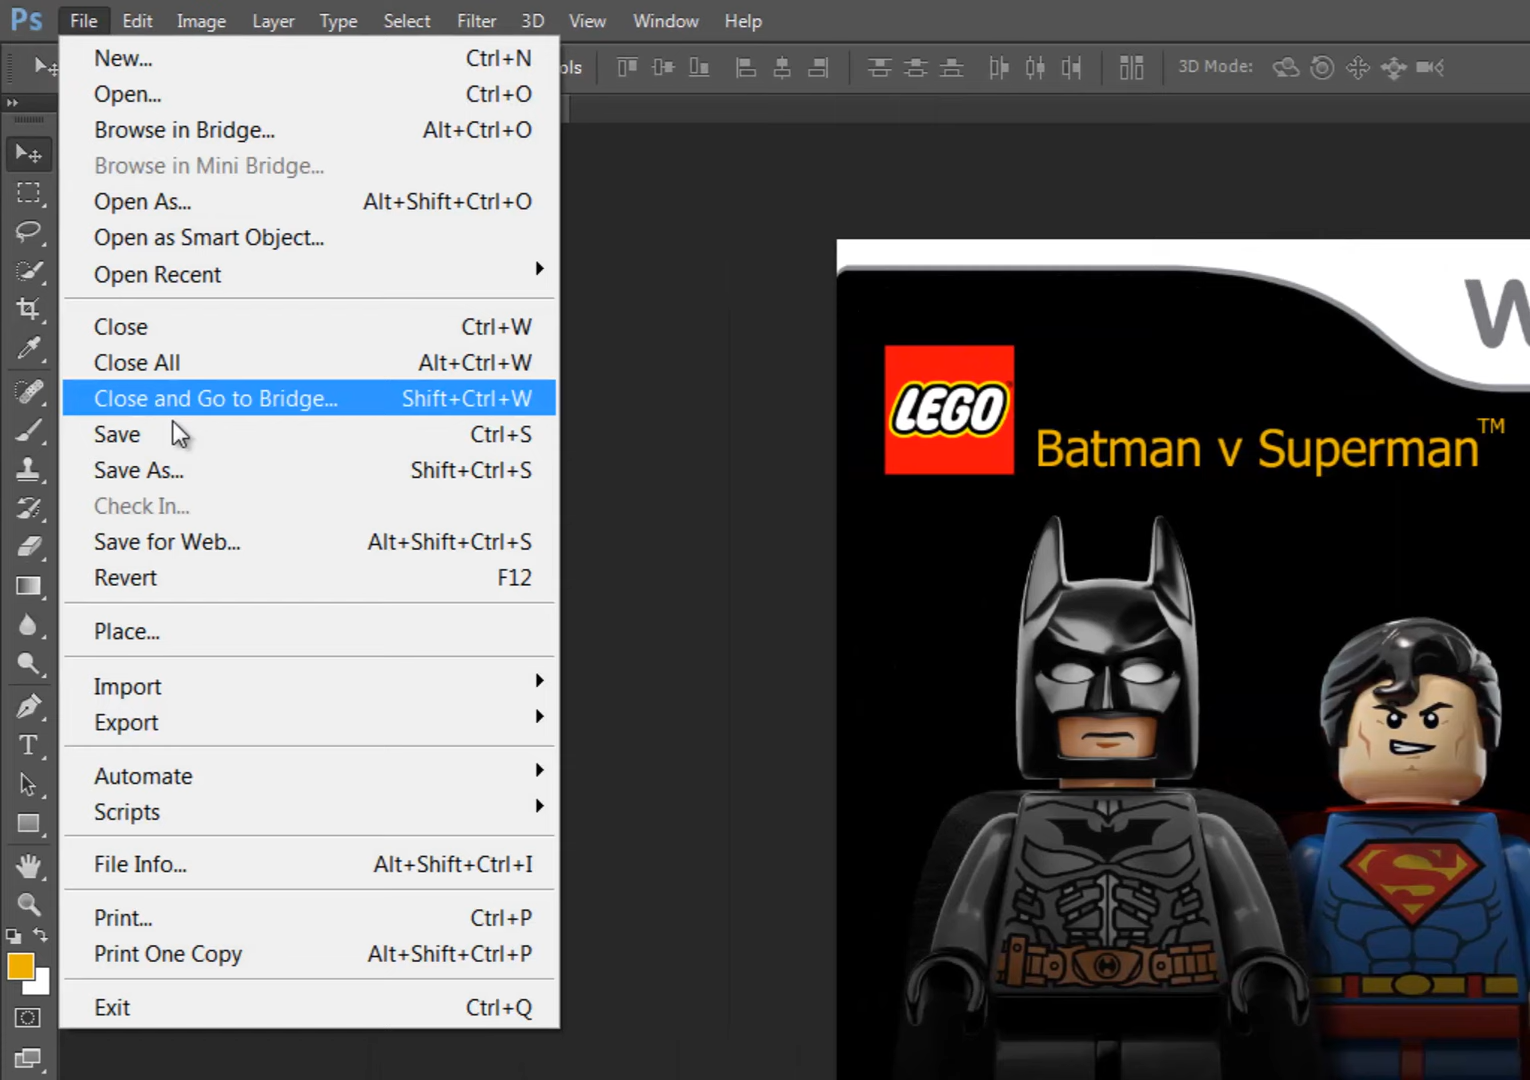 Ps File Edit Image Layer Type Select Filter 3D View Window Help
3D Mode:
New... Ctrl+N
Open... Ctrl+O
Browse in Bridge... Alt+Ctrl+O
Browse in Mini Bridge...
Open As... Alt+Shift+Ctrl+O
Open as Smart Object...
Open Recent
Close Ctrl+W
Close All Alt+Ctrl+W
Close and Go to Bridge... Shift+Ctrl+W
Save Ctrl+S
Save As... Shift+Ctrl+S
Check In...
Save for Web... Alt+Shift+Ctrl+S
Revert F12
Place...
Import
Export
Automate
Scripts
File Info... Alt+Shift+Ctrl+I
Print... Ctrl+P
Print One Copy Alt+Shift+Ctrl+P
Exit Ctrl+Q
W
LEGO
Batman v Superman™
S